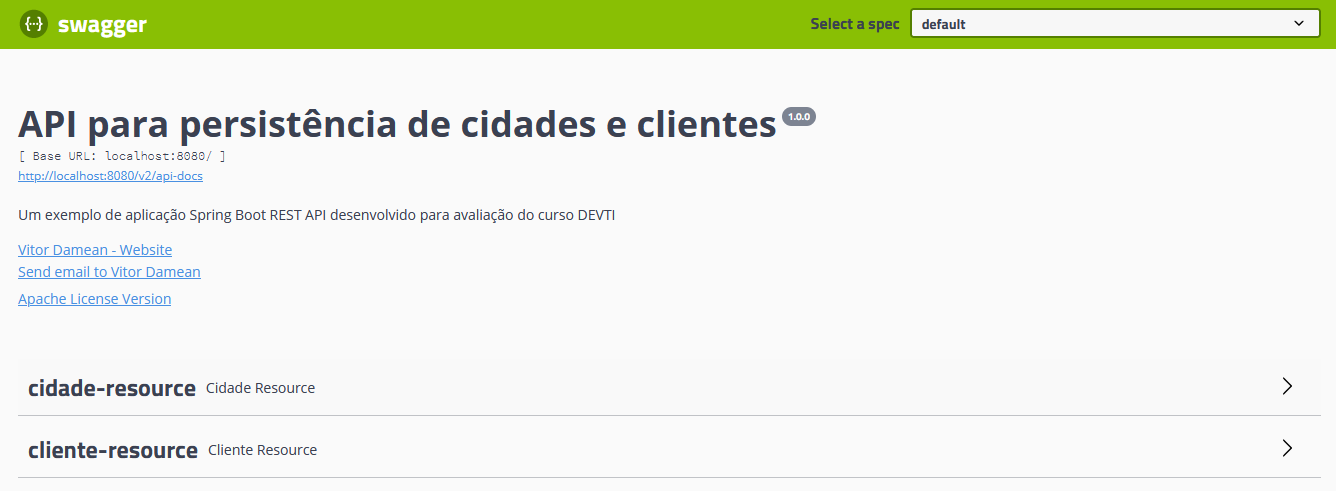 swagger
Select a spec
default
API para persistência de cidades e clientes 1.0.0
[ Base URL: localhost:8080/ ]
http://localhost:8080/v2/api-docs
Um exemplo de aplicação Spring Boot REST API desenvolvido para avaliação do curso DEVTI
Vitor Damean - Website
Send email to Vitor Damean
Apache License Version
cidade-resource Cidade Resource
cliente-resource Cliente Resource